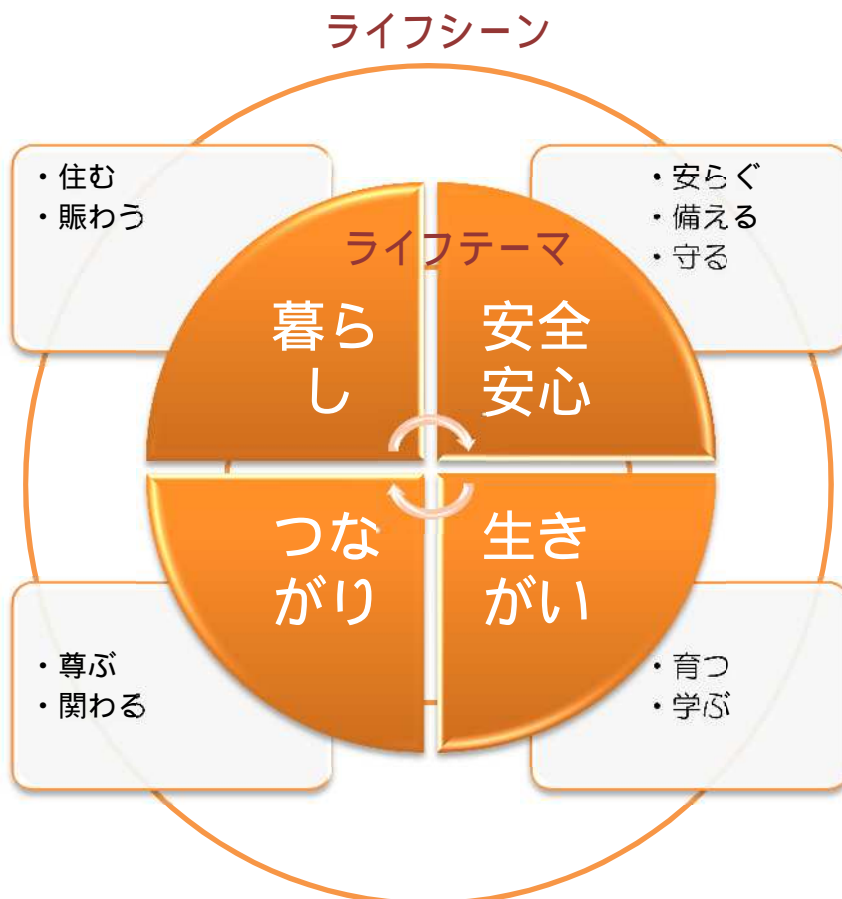 ライフシーン
・住む
・賑わう
・安らぐ
・備える
・守る
ライフテーマ
暮ら
し
安全
安心
つな
がり
生き
がい
・尊ぶ
・関わる
・育つ
・学ぶ